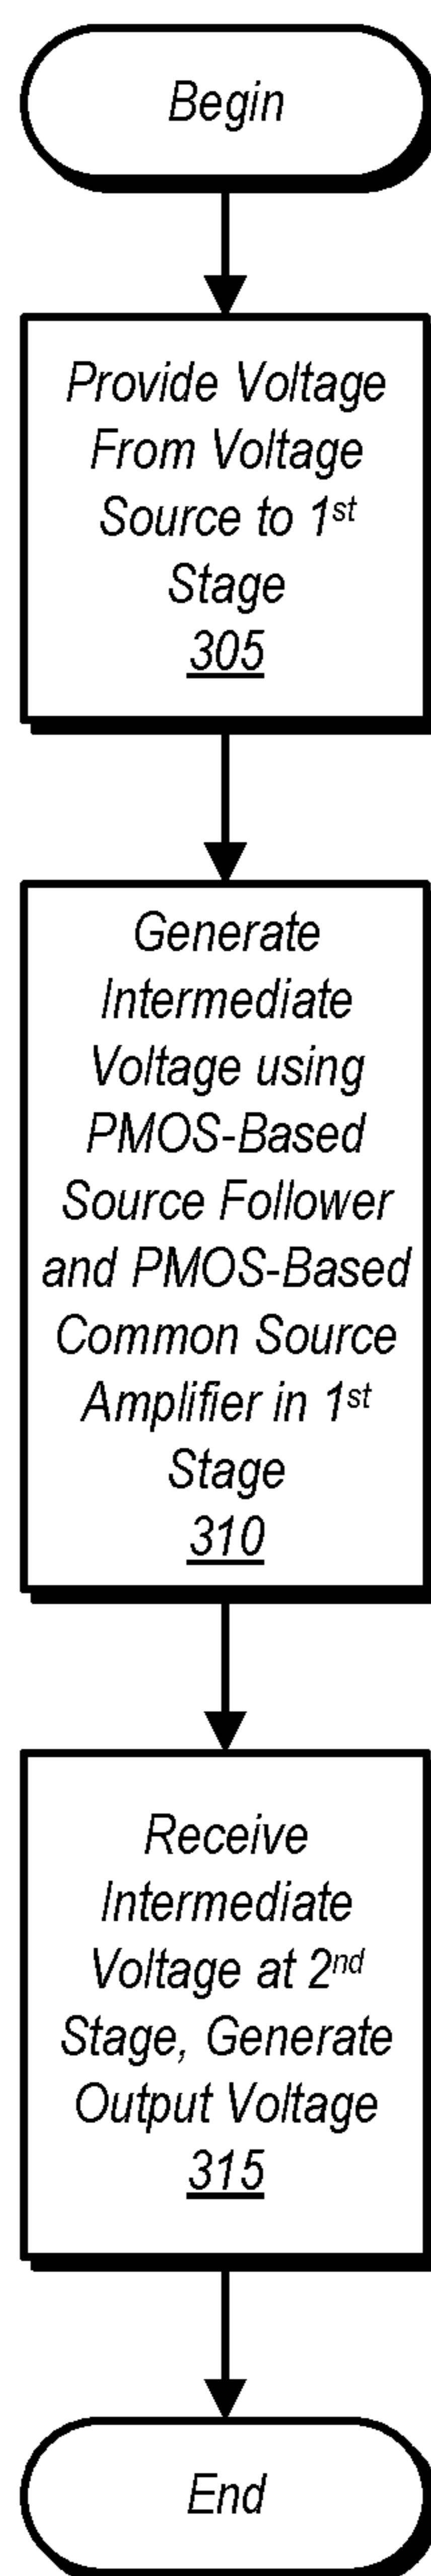 Begin
Provide Voltage
From Voltage
Source to 1st
Stage
305
Generate
Intermediate
Voltage using
PMOS-Based
Source Follower
and PMOS-Based
Common Source
Amplifier in 1st
Stage
310
Receive
Intermediate
Voltage at 2nd
Stage, Generate
Output Voltage
315
End